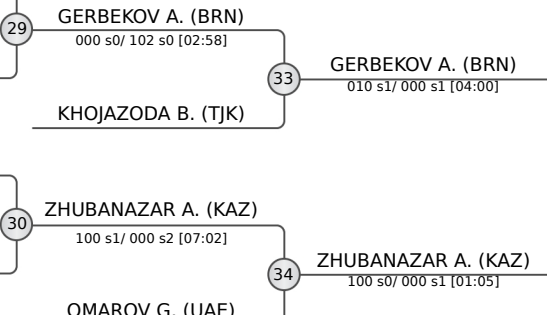 29
GERBEKOV A. (BRN)
000 s0/ 102 s0 [02:58]
33
GERBEKOV A. (BRN)
010 s1/ 000 s1 [04:00]
KHOJAZODA B. (TJK)
30
ZHUBANAZAR A. (KAZ)
100 s1/ 000 s2 [07:02]
34
ZHUBANAZAR A. (KAZ)
100 s0/ 000 s1 [01:05]
OMAROV G. (UAE)